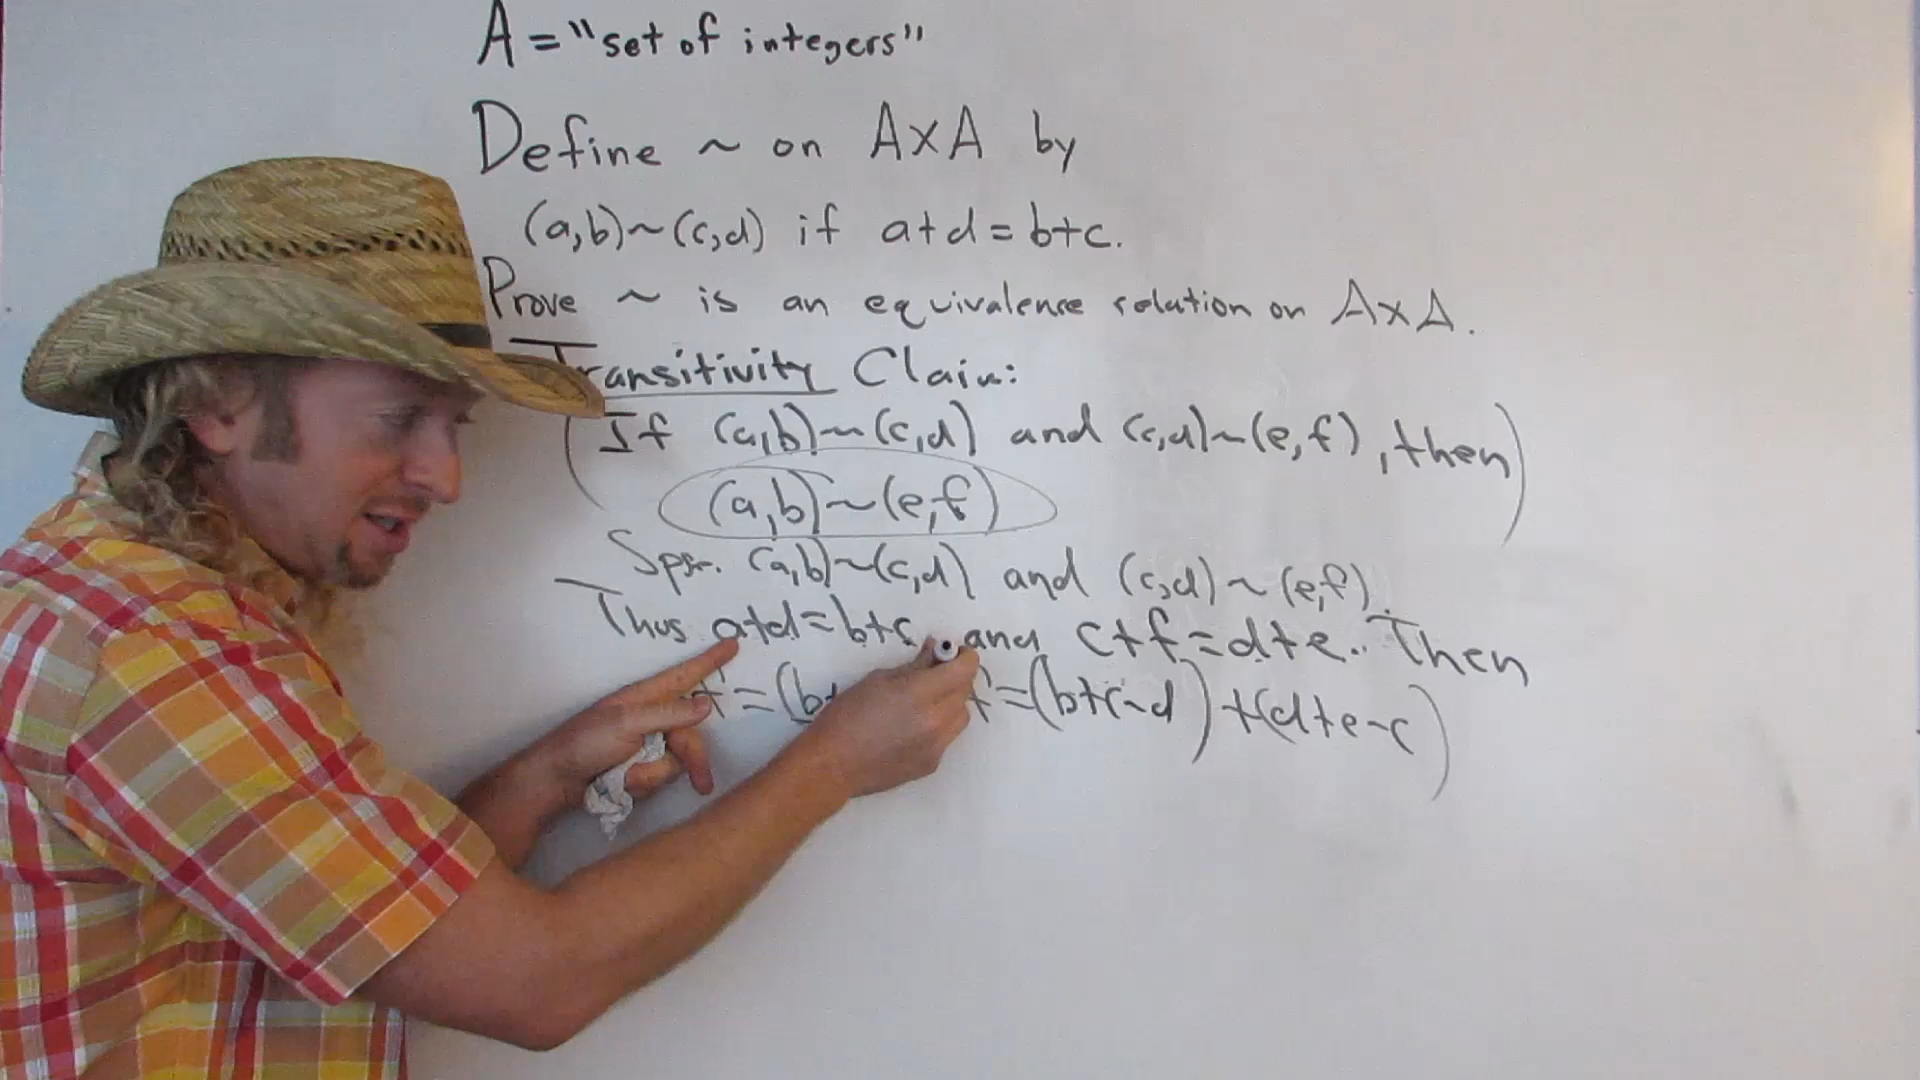 A = "set of integers"
Define ~ on A×A by
(a,b)~(c,d) if a+d=b+c.
Prove ~ is an equivalence relation on A×A.
Transitivity Claim:
(If (a,b)~(c,d) and (c,d)~(e,f), then
(a,b)~(e,f))
Sps. (a,b)~(c,d) and (c,d)~(e,f).
Thus a+d=b+c and c+f=d+e. Then
f=(b+ f=(b+c-d)+(d+e-c)